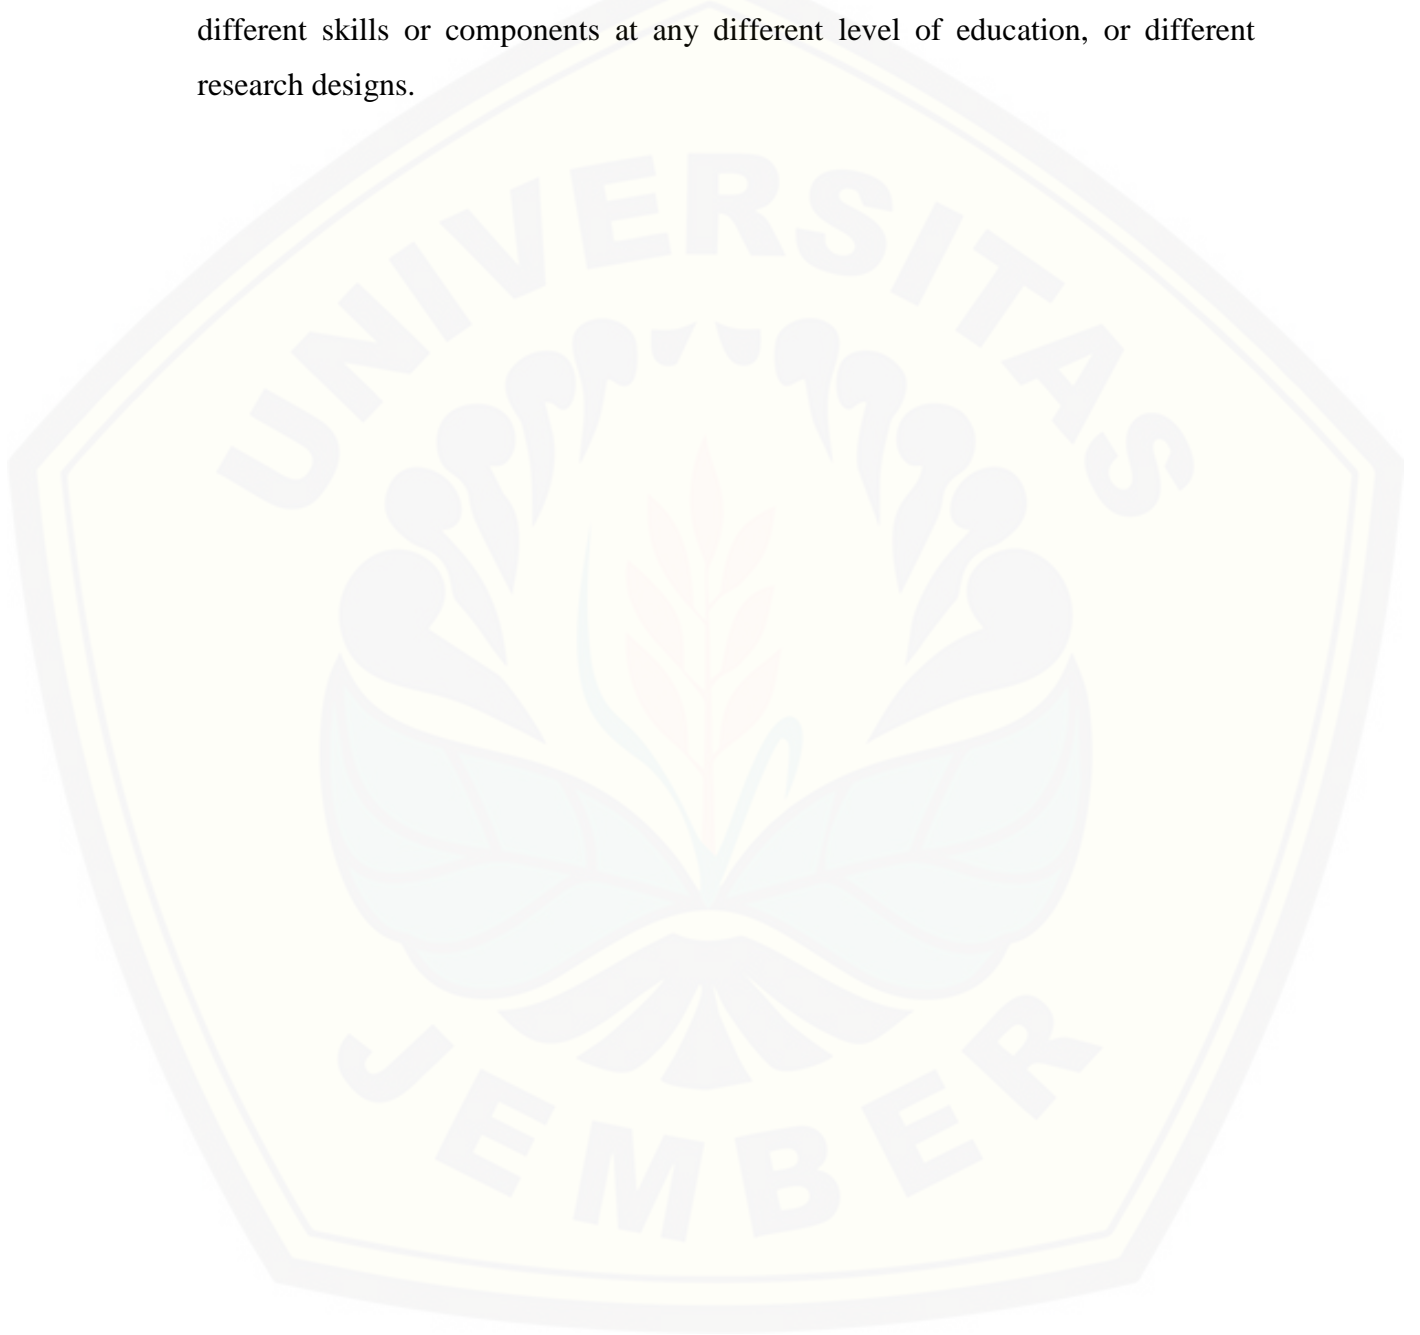 different skills or components at any different level of education, or different
research designs.
UNIVERSITAS
JEMBER